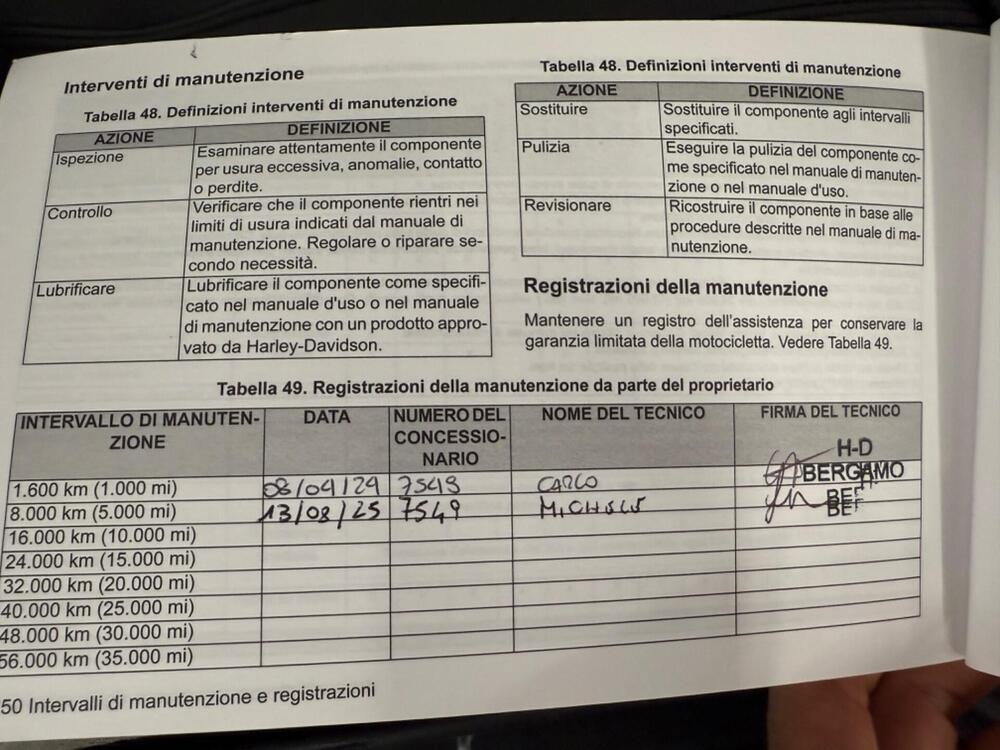 Interventi di manutenzione
Tabella 48. Definizioni interventi di manutenzione
AZIONE DEFINIZIONE
Ispezione Esaminare attentamente il componente
per usura eccessiva, anomalie, contatto
o perdite.
Controllo Verificare che il componente rientri nei
limiti di usura indicati dal manuale di
manutenzione. Regolare o riparare se-
condo necessità.
Lubrificare Lubrificare il componente come specifi-
cato nel manuale d'uso o nel manuale
di manutenzione con un prodotto appro-
vato da Harley-Davidson.
Tabella 48. Definizioni interventi di manutenzione
AZIONE DEFINIZIONE
Sostituire Sostituire il componente agli intervalli
specificati.
Pulizia Eseguire la pulizia del componente co-
me specificato nel manuale di manuten-
zione o nel manuale d'uso.
Revisionare Ricostruire il componente in base alle
procedure descritte nel manuale di ma-
nutenzione.
Registrazioni della manutenzione
Mantenere un registro dell'assistenza per conservare la
garanzia limitata della motocicletta. Vedere Tabella 49.
Tabella 49. Registrazioni della manutenzione da parte del proprietario
INTERVALLO DI MANUTEN-
ZIONE
DATA
NUMERO DEL
CONCESSIO-
NARIO
NOME DEL TECNICO
FIRMA DEL TECNICO
H-D
BERGAMO
1.600 km (1.000 mi) 08/04/24 7549 CARLO
8.000 km (5.000 mi) 13/08/25 7549 MICHELE
BEF
BEF
16.000 km (10.000 mi)
24.000 km (15.000 mi)
32.000 km (20.000 mi)
40.000 km (25.000 mi)
48.000 km (30.000 mi)
56.000 km (35.000 mi)
50 Intervalli di manutenzione e registrazioni